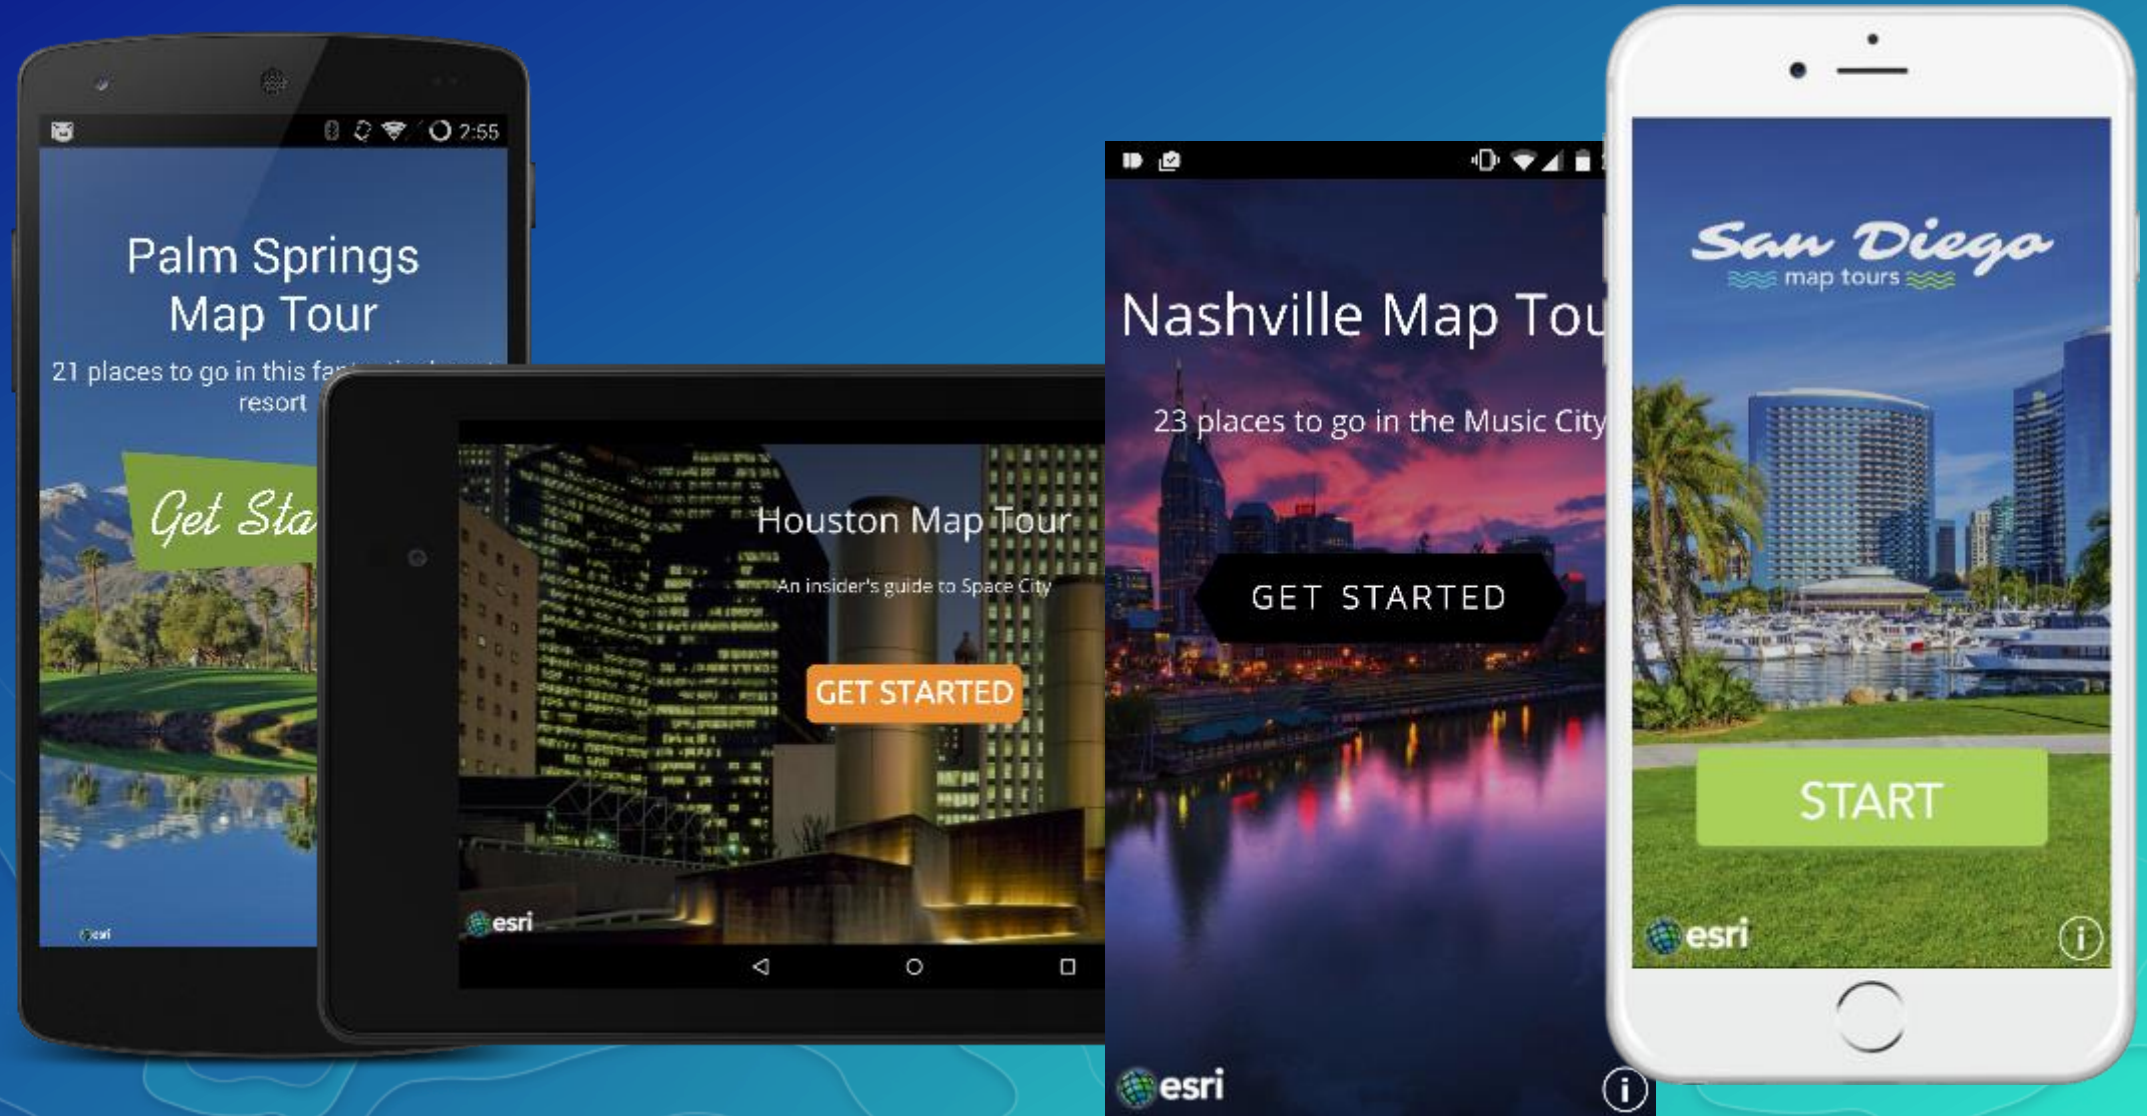 2:55
Palm Springs
Map Tour
21 places to go in this
resort
Get Sta
esri
Houston Map Tour
An insider's guide to Space City
GET STARTED
esri
Nashville Map Tou
23 places to go in the Music City
GET STARTED
esri
i
San Diego
map tours
START
esri
i